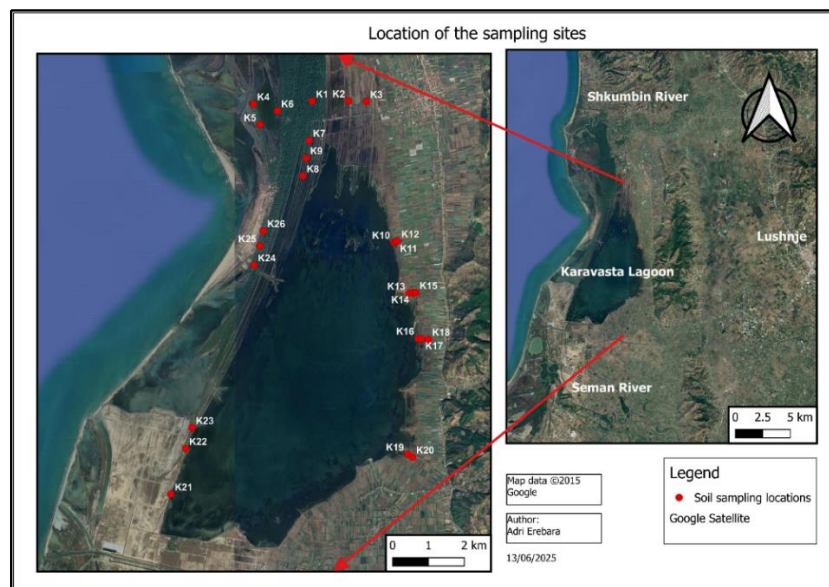 Location of the sampling sites
K4
K6
K1
K2
K3
K5
K7
K9
K8
K26
K25
K24
K10
K12
K11
K13
K15
K14
K16
K18
K17
K23
K22
K21
K19
K20
0 1 2 km
Shkumbin River
Lushnje
Karavasta Lagoon
Seman River
0 2.5 5 km
Map data ©2015
Google
Author:
Adri Erebara
13/06/2025
Legend
Soil sampling locations
Google Satellite